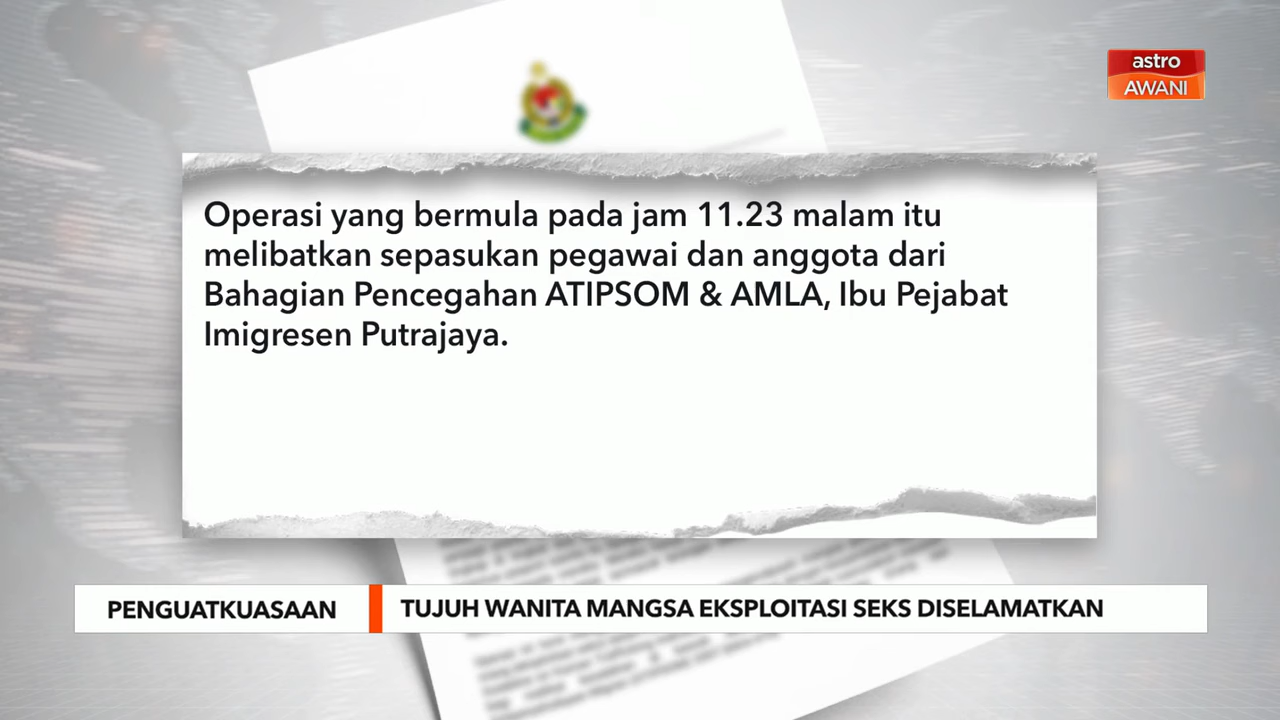 astro
AWANI
Operasi yang bermula pada jam 11.23 malam itu
melibatkan sepasukan pegawai dan anggota dari
Bahagian Pencegahan ATIPSOM & AMLA, Ibu Pejabat
Imigresen Putrajaya.
PENGUATKUASAAN
TUJUH WANITA MANGSA EKSPLOITASI SEKS DISELAMATKAN